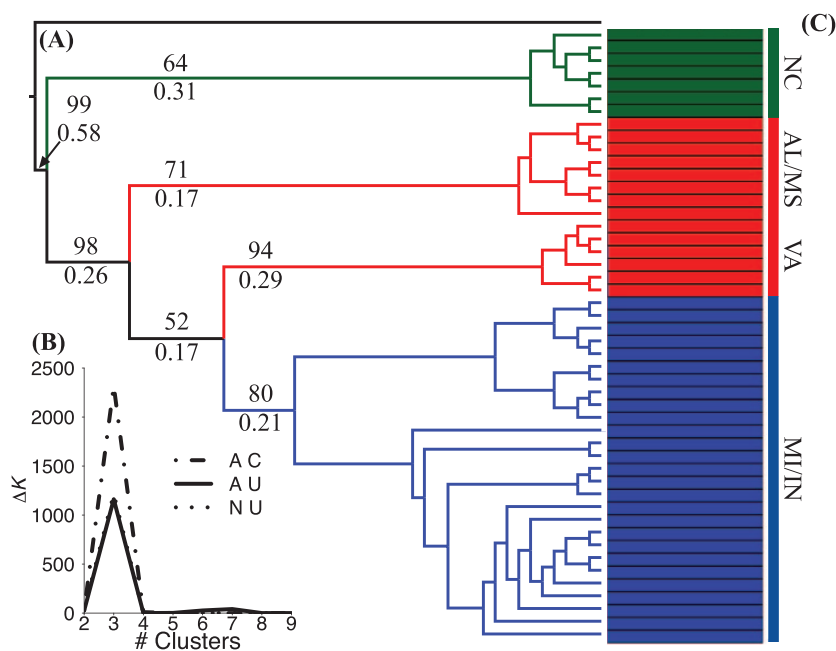 (A)
(C)
64
0.31
99
0.58
NC
71
0.17
AL/MS
98
0.26
94
0.29
VA
52
0.17
80
0.21
MI/IN
(B)
2500
2000
1500
1000
500
0
ΔK
A C
A U
N U
2 3 4 5 6 7 8 9
# Clusters